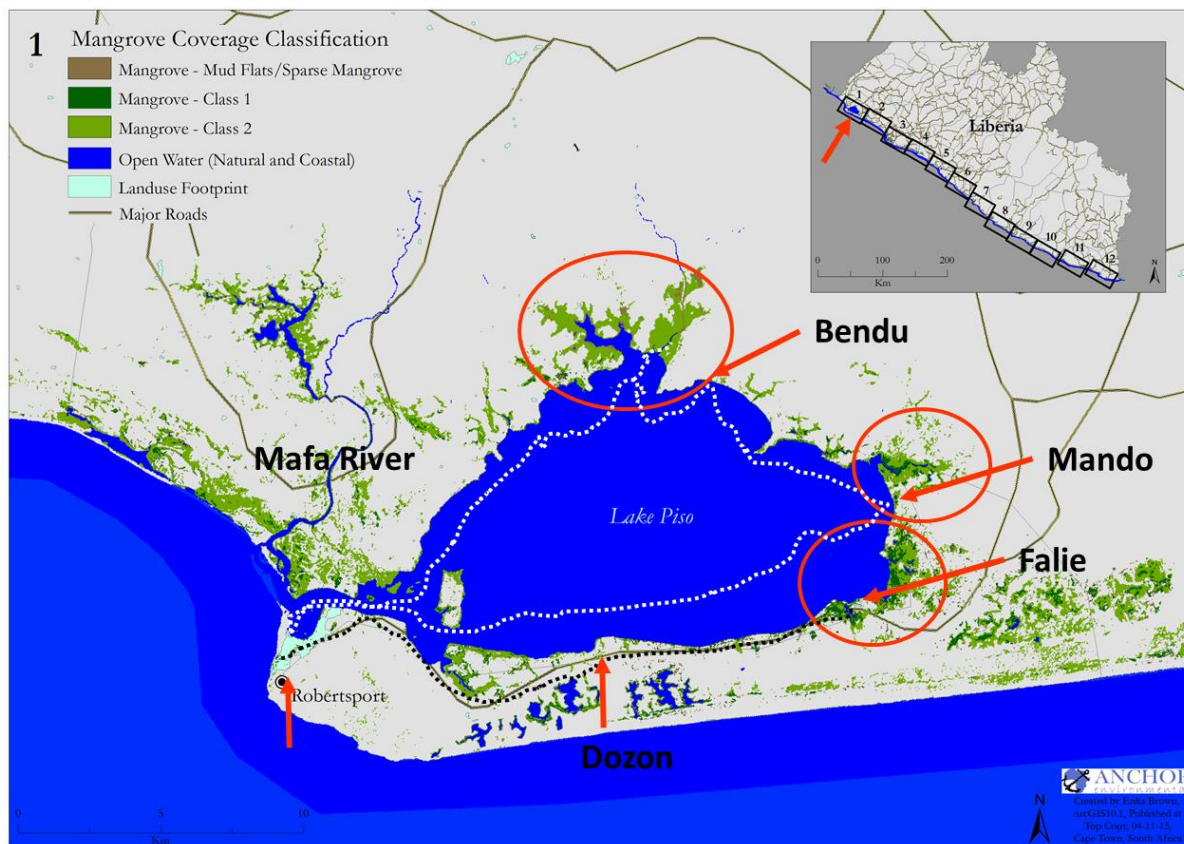 1 Mangrove Coverage Classification
Mangrove - Mud Flats/Sparse Mangrove
Mangrove - Class 1
Mangrove - Class 2
Open Water (Natural and Coastal)
Landuse Footprint
Major Roads
1
1
2
3
4
Liberia
5
6
7
8
9
10
11
12
0 100 200
Km
N
Bendu
Mafa River
Mando
Lake Piso
Falie
Robertsport
Dozon
0 5 10
Km
N
ANCHOR
environmental
Created by Enka Brown,
ArcGIS10.1, Published at
Top Copy, 04-11-15,
Cape Town, South Africa